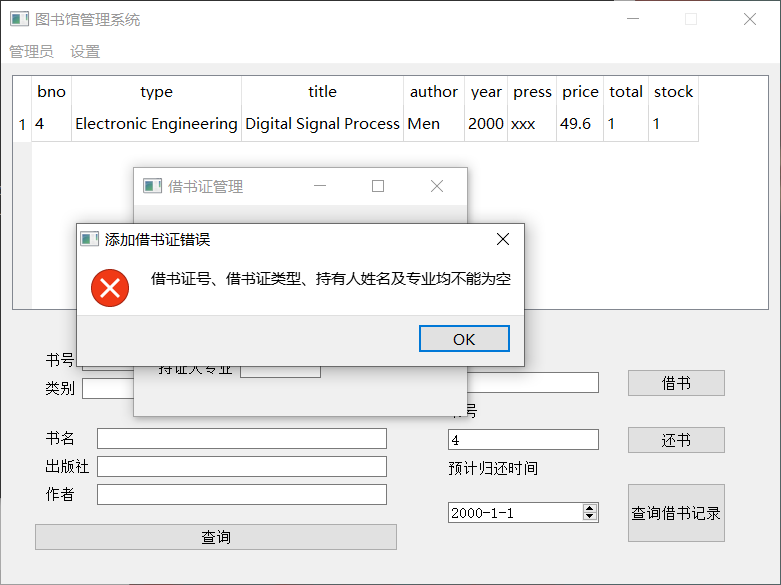 图书馆管理系统
管理员 设置
bno type title author year press price total stock
1 4 Electronic Engineering Digital Signal Process Men 2000 xxx 49.6 1 1
借书证管理
添加借书证错误
借书证号、借书证类型、持有人姓名及专业均不能为空
OK
书号
持证人专业
类别
借书
号
书名
4
还书
出版社
预计归还时间
作者
2000-1-1
查询借书记录
查询